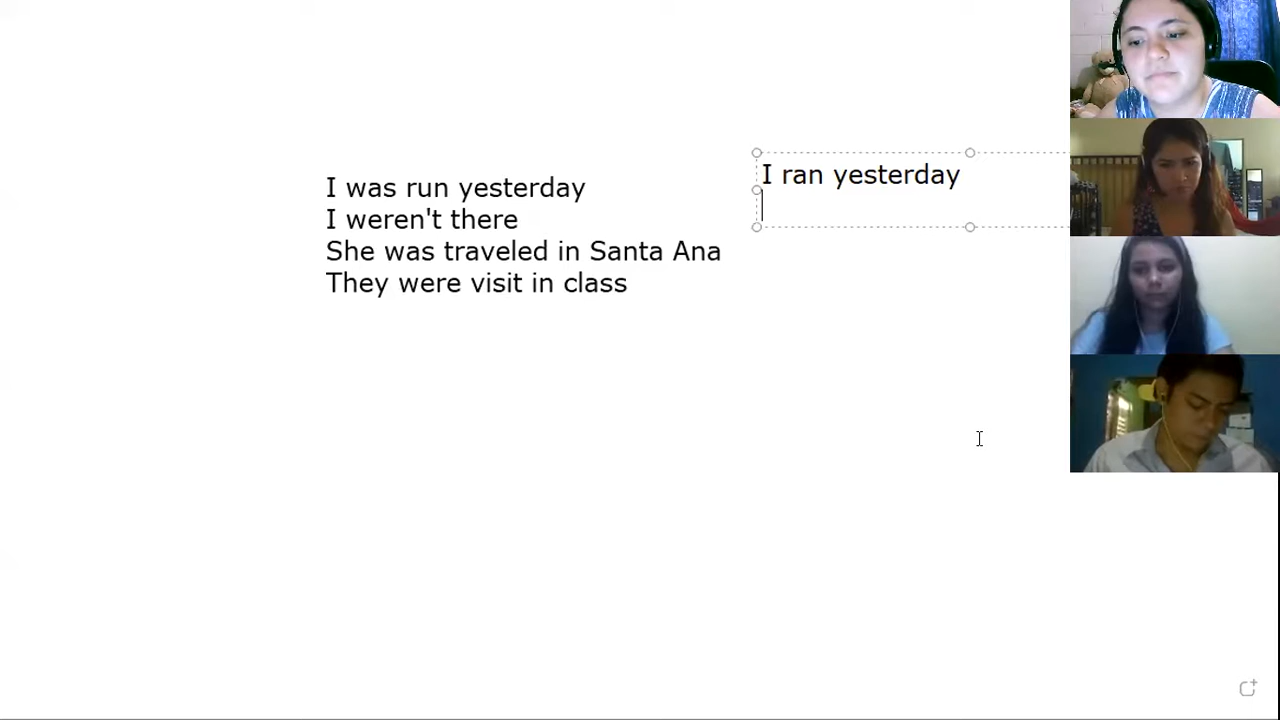 I was run yesterday
I weren't there
She was traveled in Santa Ana
They were visit in class
I ran yesterday